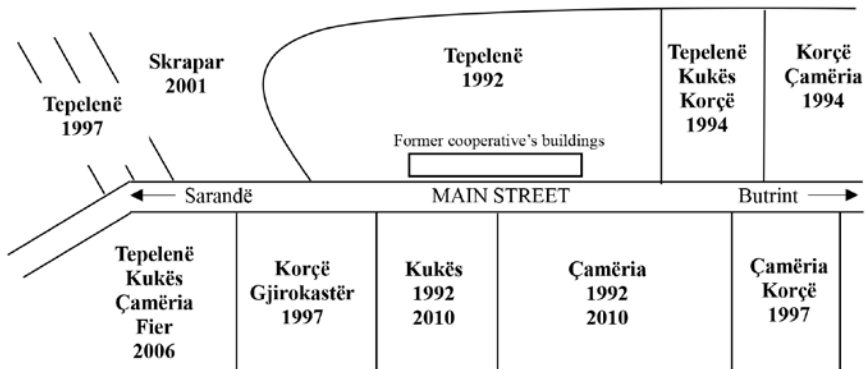 Tepelenë
1997
Skrapar
2001
Tepelenë
1992
Former cooperative's buildings
Tepelenë
Kukës
Korçë
1994
Korçë
Çamëria
1994
Sarandë
MAIN STREET
Butrint
Tepelenë
Kukës
Çamëria
Fier
2006
Korçë
Gjirokastër
1997
Kukës
1992
2010
Çamëria
1992
2010
Çamëria
Korçë
1997